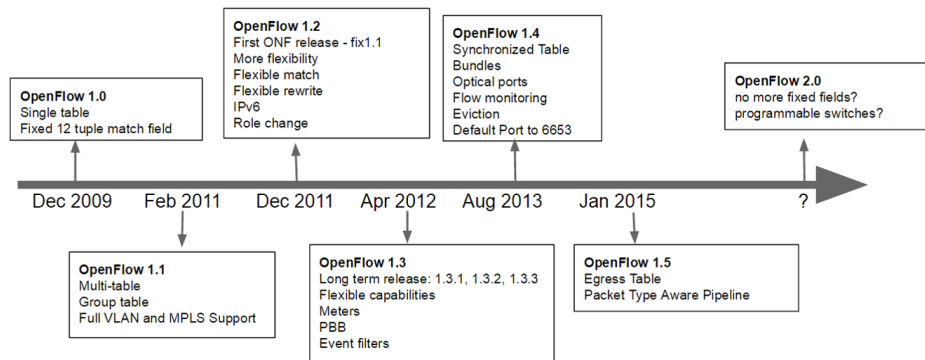 OpenFlow 1.0
Single table
Fixed 12 tuple match field
OpenFlow 1.2
First ONF release - fix1.1
More flexibility
Flexible match
Flexible rewrite
IPv6
Role change
OpenFlow 1.4
Synchronized Table
Bundles
Optical ports
Flow monitoring
Eviction
Default Port to 6653
OpenFlow 2.0
no more fixed fields?
programmable switches?
Dec 2009
Feb 2011
Dec 2011
Apr 2012
Aug 2013
Jan 2015
?
OpenFlow 1.1
Multi-table
Group table
Full VLAN and MPLS Support
OpenFlow 1.3
Long term release: 1.3.1, 1.3.2, 1.3.3
Flexible capabilities
Meters
PBB
Event filters
OpenFlow 1.5
Egress Table
Packet Type Aware Pipeline